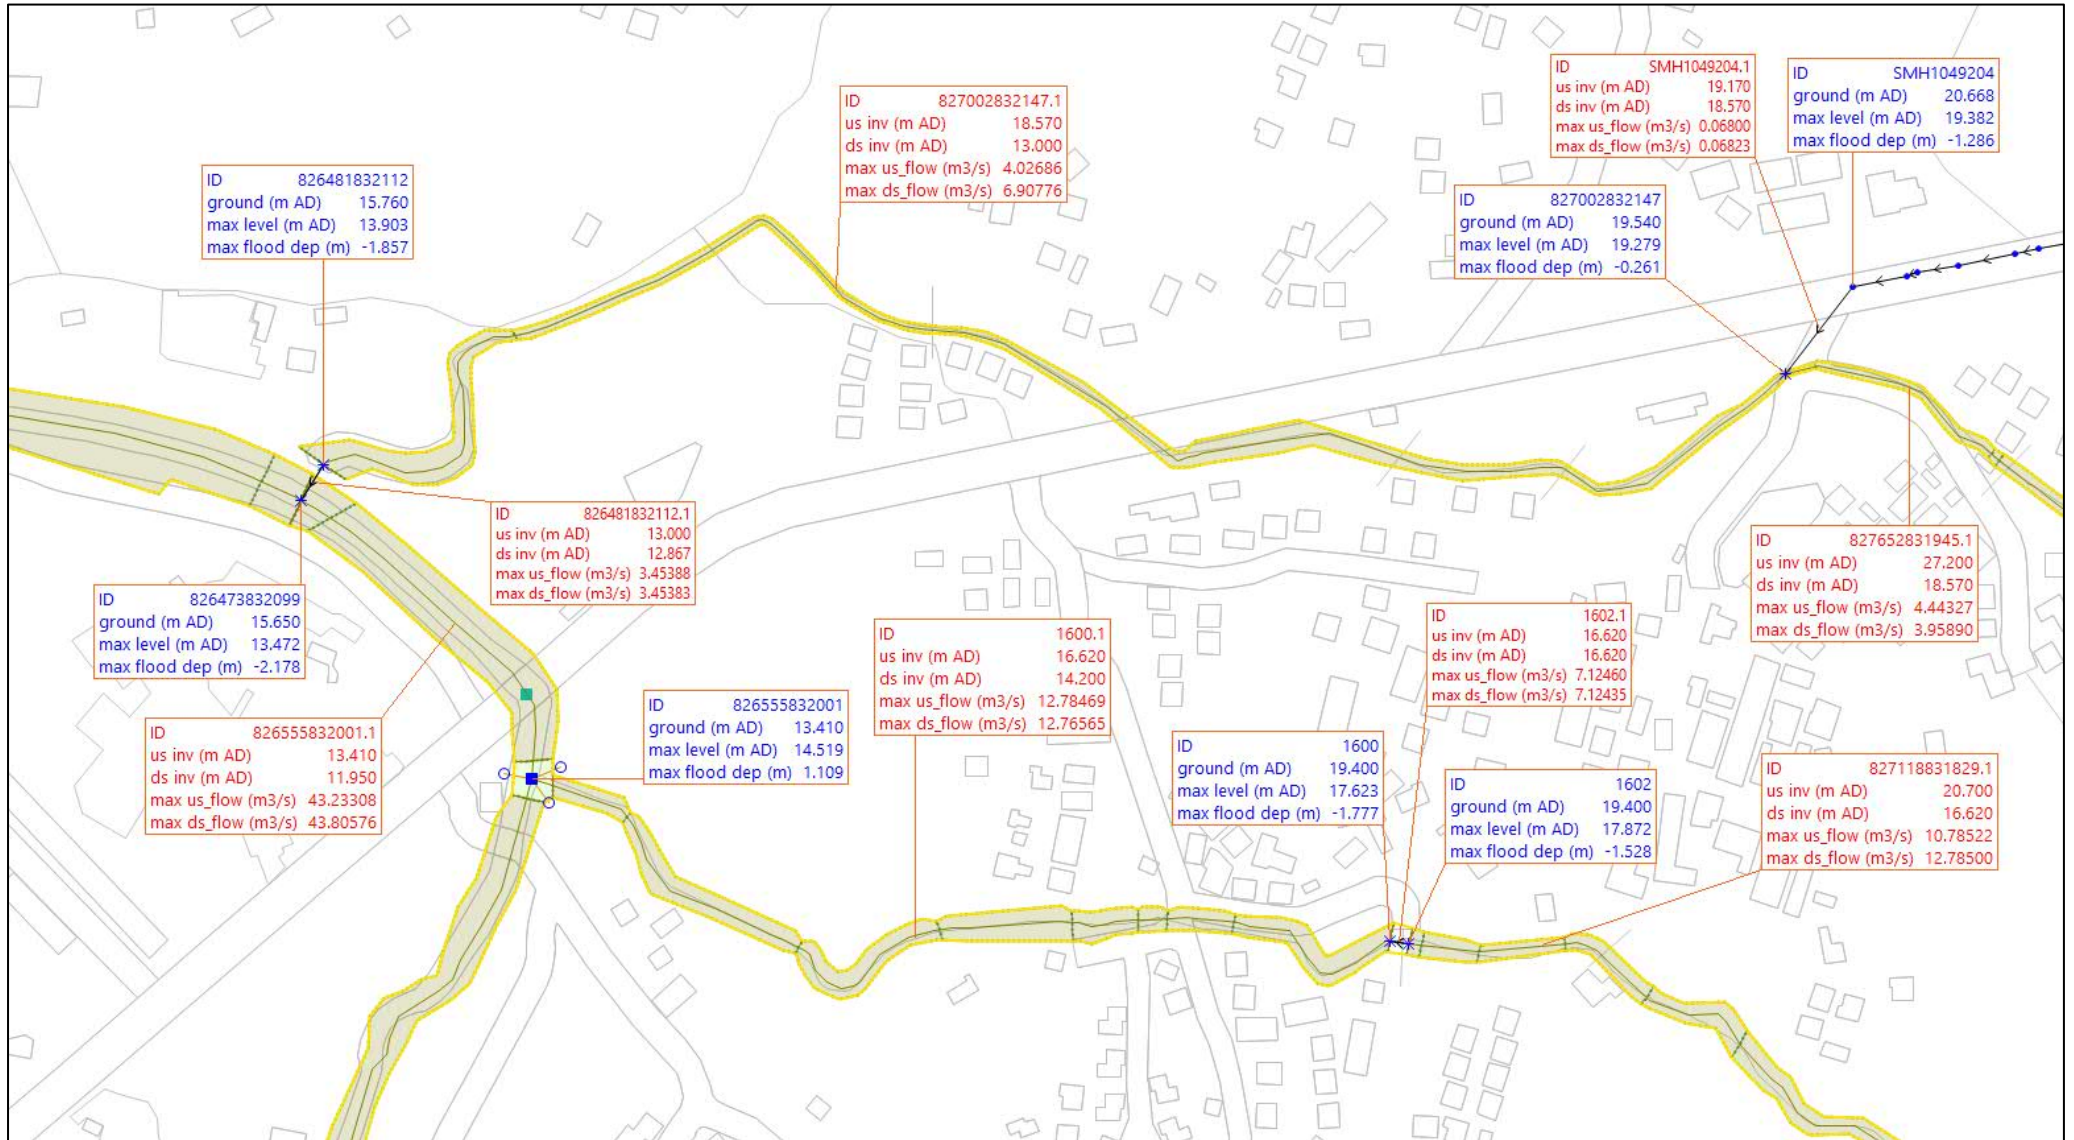 ID SMH1049204.1
us inv (m AD) 19.170
ds inv (m AD) 18.570
max us_flow (m3/s) 0.06800
max ds_flow (m3/s) 0.06823
ID SMH1049204
ground (m AD) 20.668
max level (m AD) 19.382
max flood dep (m) -1.286
ID 827002832147.1
us inv (m AD) 18.570
ds inv (m AD) 13.000
max us_flow (m3/s) 4.02686
max ds_flow (m3/s) 6.90776
ID 826481832112
ground (m AD) 15.760
max level (m AD) 13.903
max flood dep (m) -1.857
ID 827002832147
ground (m AD) 19.540
max level (m AD) 19.279
max flood dep (m) -0.261
ID 826481832112.1
us inv (m AD) 13.000
ds inv (m AD) 12.867
max us_flow (m3/s) 3.45388
max ds_flow (m3/s) 3.45383
ID 827652831945.1
us inv (m AD) 27.200
ds inv (m AD) 18.570
max us_flow (m3/s) 4.44327
max ds_flow (m3/s) 3.95890
ID 826473832099
ground (m AD) 15.650
max level (m AD) 13.472
max flood dep (m) -2.178
ID 1600.1
us inv (m AD) 16.620
ds inv (m AD) 14.200
max us_flow (m3/s) 12.78469
max ds_flow (m3/s) 12.76565
ID 1602.1
us inv (m AD) 16.620
ds inv (m AD) 16.620
max us_flow (m3/s) 7.12460
max ds_flow (m3/s) 7.12435
ID 826555832001.1
us inv (m AD) 13.410
ds inv (m AD) 11.950
max us_flow (m3/s) 43.23308
max ds_flow (m3/s) 43.80576
ID 826555832001
ground (m AD) 13.410
max level (m AD) 14.519
max flood dep (m) 1.109
ID 1600
ground (m AD) 19.400
max level (m AD) 17.623
max flood dep (m) -1.777
ID 1602
ground (m AD) 19.400
max level (m AD) 17.872
max flood dep (m) -1.528
ID 827118831829.1
us inv (m AD) 20.700
ds inv (m AD) 16.620
max us_flow (m3/s) 10.78522
max ds_flow (m3/s) 12.78500